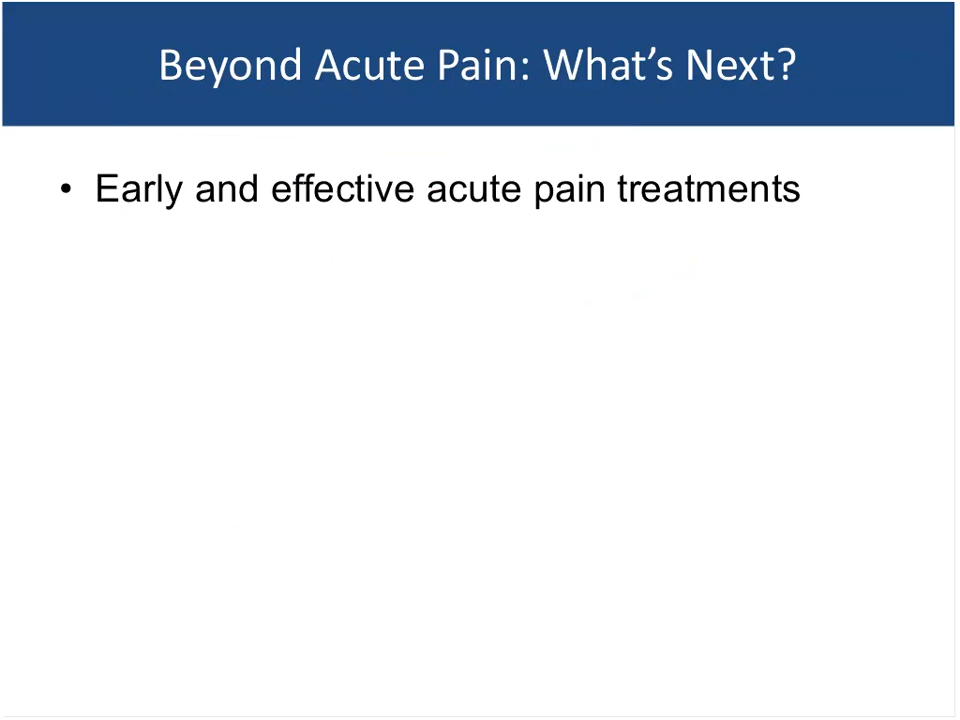 Beyond Acute Pain: What’s Next?
• Early and effective acute pain treatments